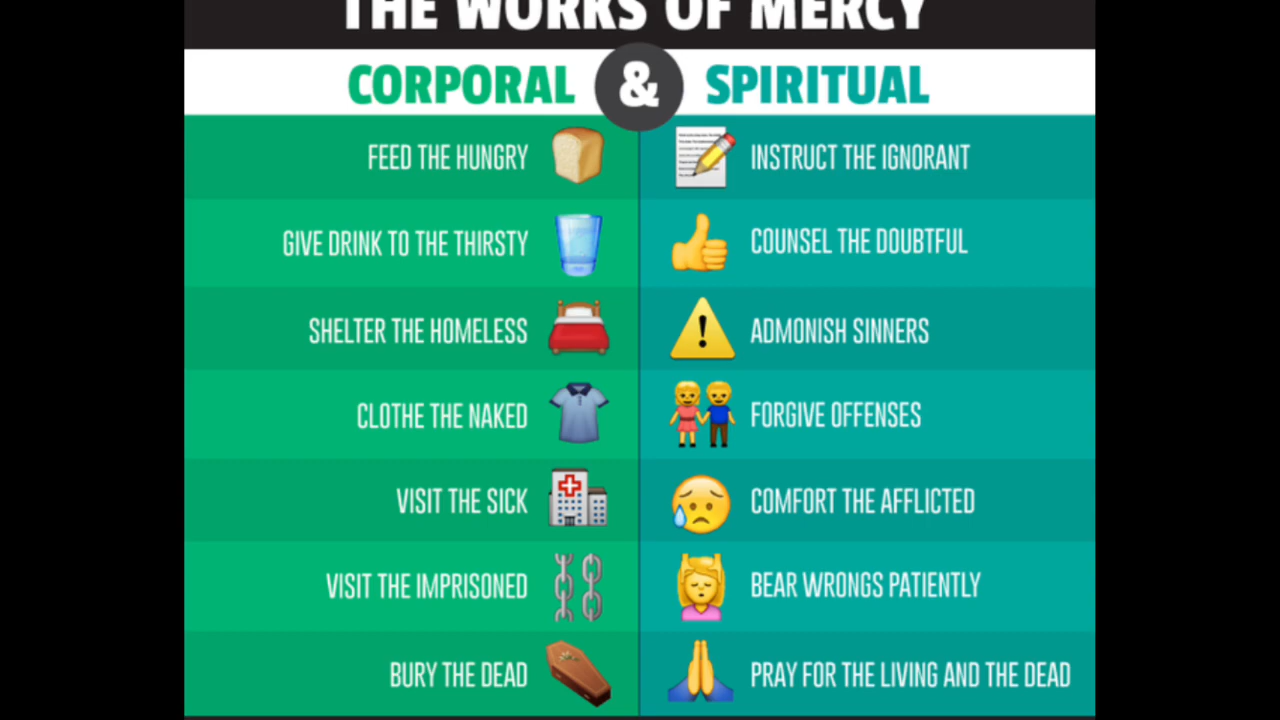 THE WORKS OF MERCY
CORPORAL & SPIRITUAL
FEED THE HUNGRY
INSTRUCT THE IGNORANT
GIVE DRINK TO THE THIRSTY
COUNSEL THE DOUBTFUL
SHELTER THE HOMELESS
ADMONISH SINNERS
CLOTHE THE NAKED
FORGIVE OFFENSES
VISIT THE SICK
COMFORT THE AFFLICTED
VISIT THE IMPRISONED
BEAR WRONGS PATIENTLY
BURY THE DEAD
PRAY FOR THE LIVING AND THE DEAD